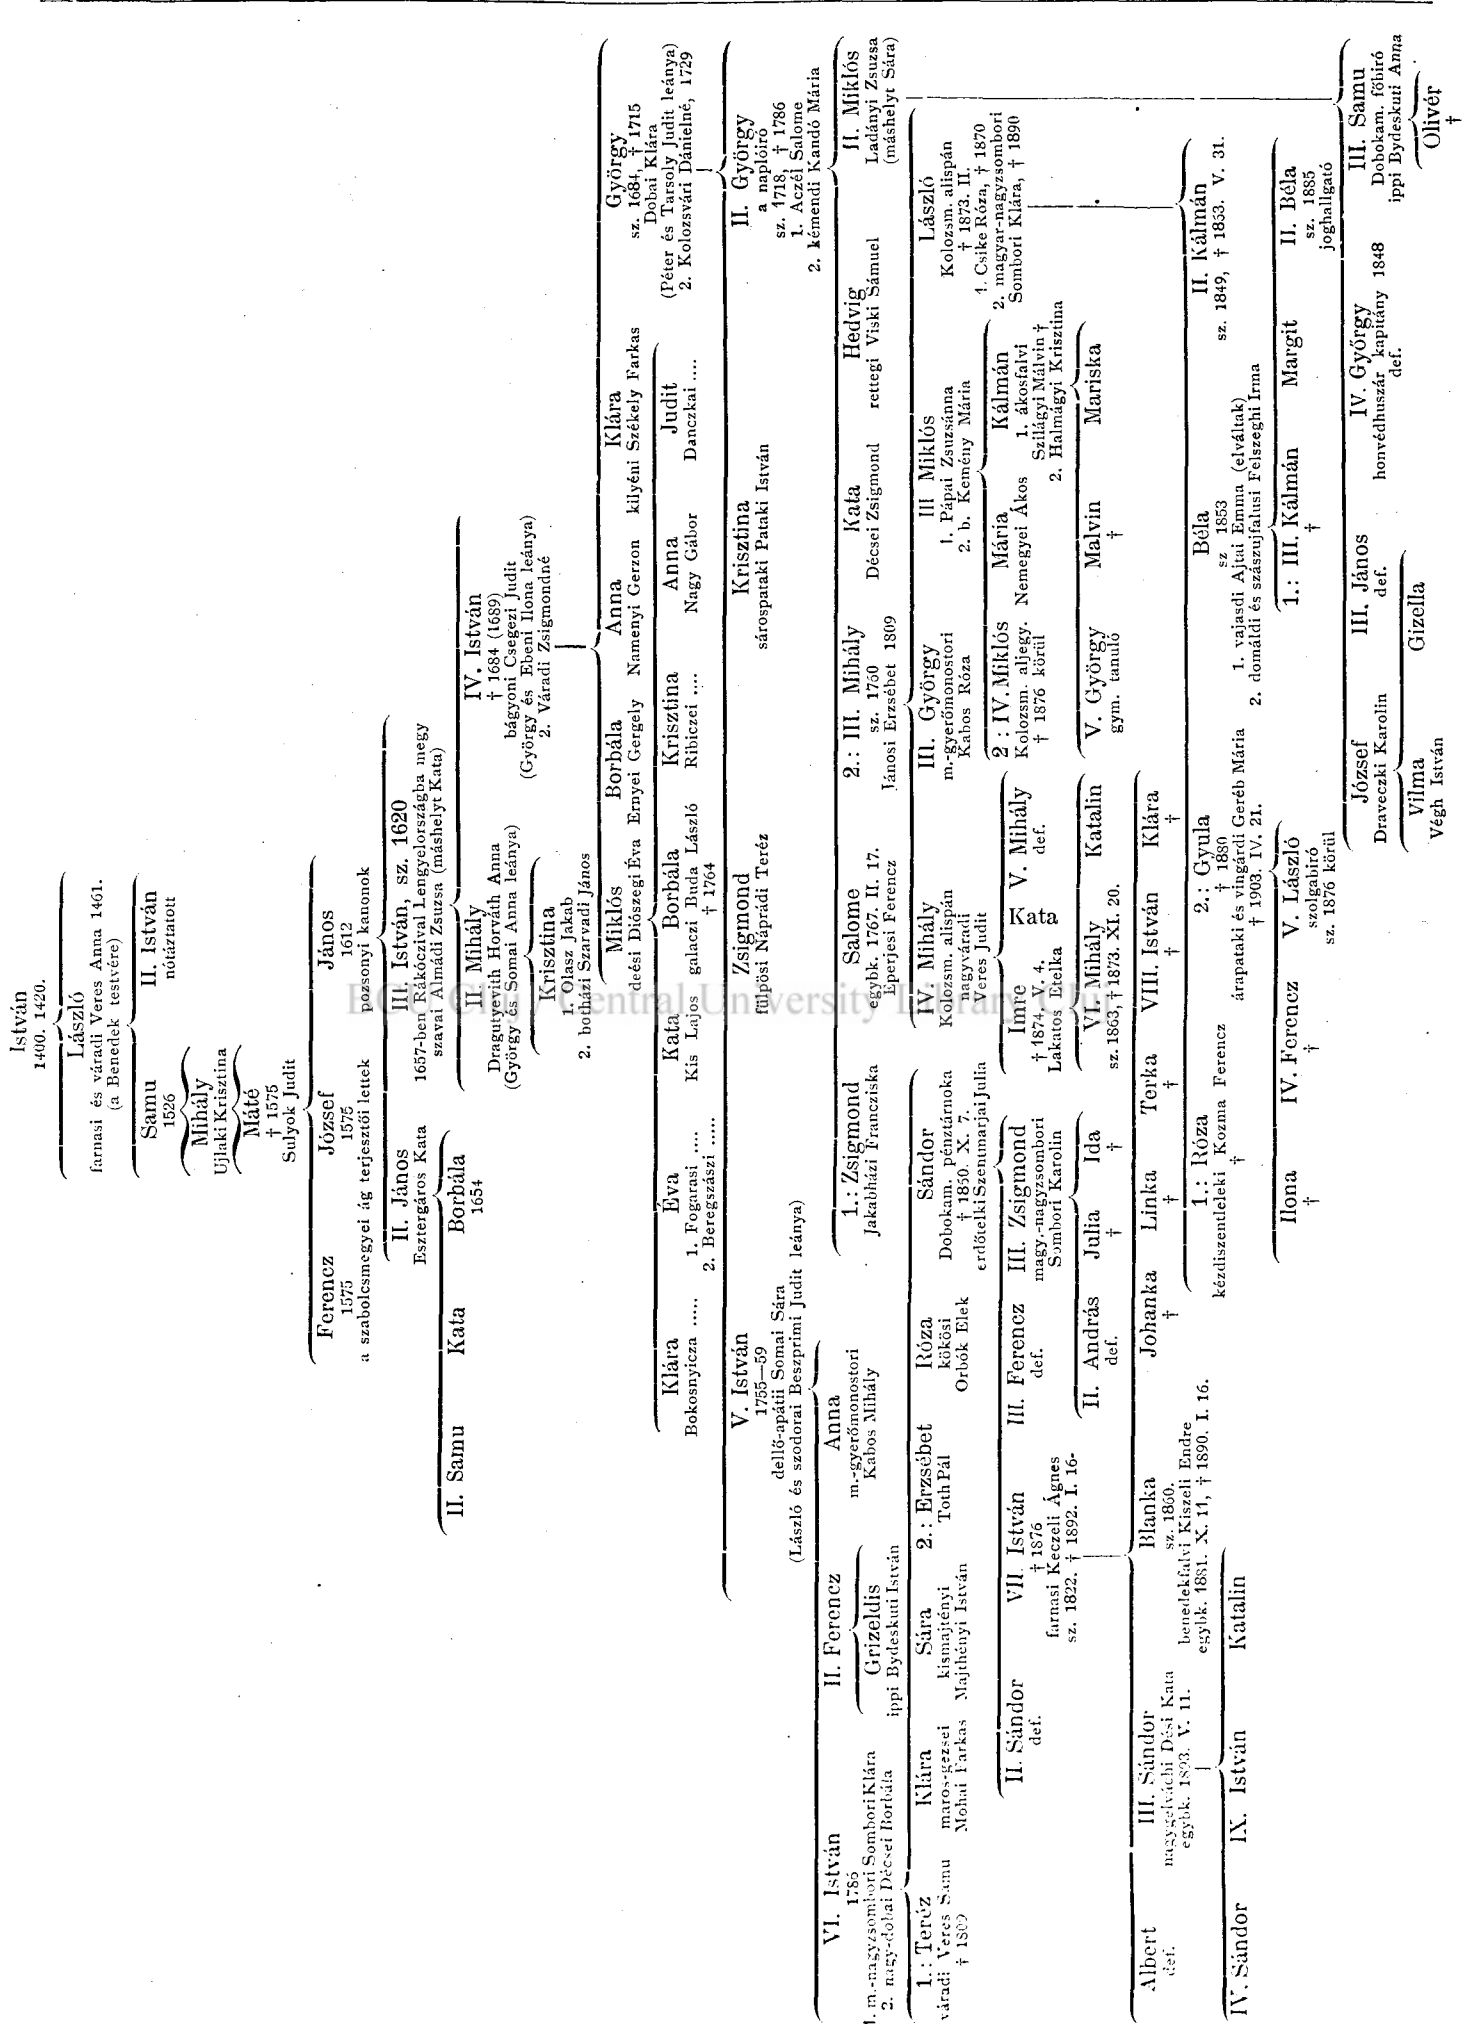 István
1400. 1420.
László
farnasi és váradi Veres Anna 1461.
(a Benedek testvére)
Samu
1526
II. István
nótáztatott
Mihály
Ujlaki Krisztina
Máté
† 1575
Sulyok Judit
Ferencz
1575
József
1575
a szabolcsmegyei ág terjesztői lettek
János
1612
pozsonyi kanonok
II. János
Esztergáros Kata
III. István, sz. 1620
1657-ben Rákóczival Lengyelországba megy
szavai Almádi Zsuzsa (máshelyt Kata)
II. Samu
Kata
Borbála
1654
II. Mihály
Dragutyevith Horváth Anna
(György és Somai Anna leánya)
IV. István
† 1684 (1689)
bágyoni Csegezi Judit
(György és Ebeni Ilona leánya)
2. Váradi Zsigmondné
Krisztina
1. Olasz Jakab
2. botházi Szarvadi János
Miklós
deési Diószegi Éva
Borbála
Ernyei Gergely
Anna
Namenyi Gerzon
Klára
kilyéni Székely Farkas
György
sz. 1684, † 1715
Dobai Klára
(Péter és Tarsoly Judit leánya)
2. Kolozsvári Dánielné, 1729
Klára
Bokosnyicza .....
Éva
1. Fogarasi ....
2. Beregszászi .....
Kata
Kis Lajos
Borbála
galaczi Buda László
† 1764
Krisztina
Ribiczei ....
Anna
Nagy Gábor
Judit
Danczkai ....
V. István
1755—59
dellő-apátii Somai Sára
(László és szodorai Beszprimi Judit leánya)
Zsigmond
fülpösi Náprádi Teréz
Krisztina
sárospataki Pataki István
II. György
a naplóiró
sz. 1718, † 1786
1. Aczél Salome
2. kémendi Kandó Mária
VI. István
1786
1. m.-nagyzsombori Sombori Klára
2. nagy-dobai Décsei Borbála
II. Ferencz
Anna
m.-gyerőmonostori
Kabos Mihály
Grizeldis
ippi Bydeskuti István
1.: Zsigmond
Jakabházi Francziska
Salome
egybk. 1767. II. 17.
Eperjesi Ferencz
2.: III. Mihály
sz. 1760
Jánosi Erzsébet 1809
Kata
Décsei Zsigmond
Hedvig
rettegi Viski Sámuel
II. Miklós
Ladányi Zsuzsa
(máshelyt Sára)
1.: Teréz
váradi Veres Samu
† 1809
Klára
maros-gezsei
Mohai Farkas
Sára
kismajtényi
Majthényi István
2.: Erzsébet
Toth Pál
Róza
kökösi
Orbók Elek
Sándor
Dobokam. pénztárnoka
† 1860. X. 7.
erdőtelki Szenumarjai Julia
IV. Mihály
Kolozsm. alispán
nagyváradi
Veres Judit
III. György
m.-gyerőmonostori
Kabos Róza
III Miklós
1. Pápai Zsuzsánna
2. b. Kemény Mária
László
Kolozsm. alispán
† 1873. II.
1. Csike Róza, † 1870
2. magyar-nagyzsombori
Sombori Klára, † 1890
II. Sándor
def.
VII. István
† 1876
farnasi Keczeli Ágnes
sz. 1822. † 1892. I. 16-
III. Ferencz
def.
III. Zsigmond
magy.-nagyzsombori
Sombori Karolin
Imre
† 1874. V. 4.
Lakatos Etelka
Kata
V. Mihály
def.
2 : IV. Miklós
Kolozsm. aljegy.
† 1876 körül
Mária
Nemegyei Ákos
Kálmán
1. ákosfalvi
Szilágyi Málvin †
2. Halmágyi Krisztina
II. András
def.
Julia
†
Ida
†
VI. Mihály
sz. 1863, † 1873. XI. 20.
Katalin
V. György
gym. tanuló
Malvin
†
Mariska
Albert
def.
III. Sándor
nagygelváchi Dési Kata
egybk. 1893. V. 11.
Blanka
sz. 1860.
benedekfalvi Kiszeli Endre
egybk. 1881. X. 11, † 1890. I. 16.
Johanka
†
Linka
†
Terka
†
VIII. István
†
Klára
†
1.: Róza
†
kézdiszentleleki Kozma Ferencz
2.: Gyula
† 1880
árapataki és vingárdi Geréb Mária
† 1903. IV. 21.
Béla
sz 1853
1. vajasdi Ajtai Emma (elváltak)
2. domáldi és szászujfalusi Felszeghi Irma
II. Kálmán
sz. 1849, † 1853. V. 31.
IV. Sándor
IX. István
Katalin
Ilona
†
IV. Ferencz
†
V. László
szolgabíró
sz. 1876 körül
1.: III. Kálmán
†
Margit
II. Béla
sz. 1885
joghallgató
József
Draveczki Karolin
III. János
def.
IV. György
honvédhuszár kapitány 1848
def.
III. Samu
Dobokam. főbiró
ippi Bydeskuti Anna
Vilma
Végh István
Gizella
Olivér
†
BCU Cluj / Central University Library Cluj